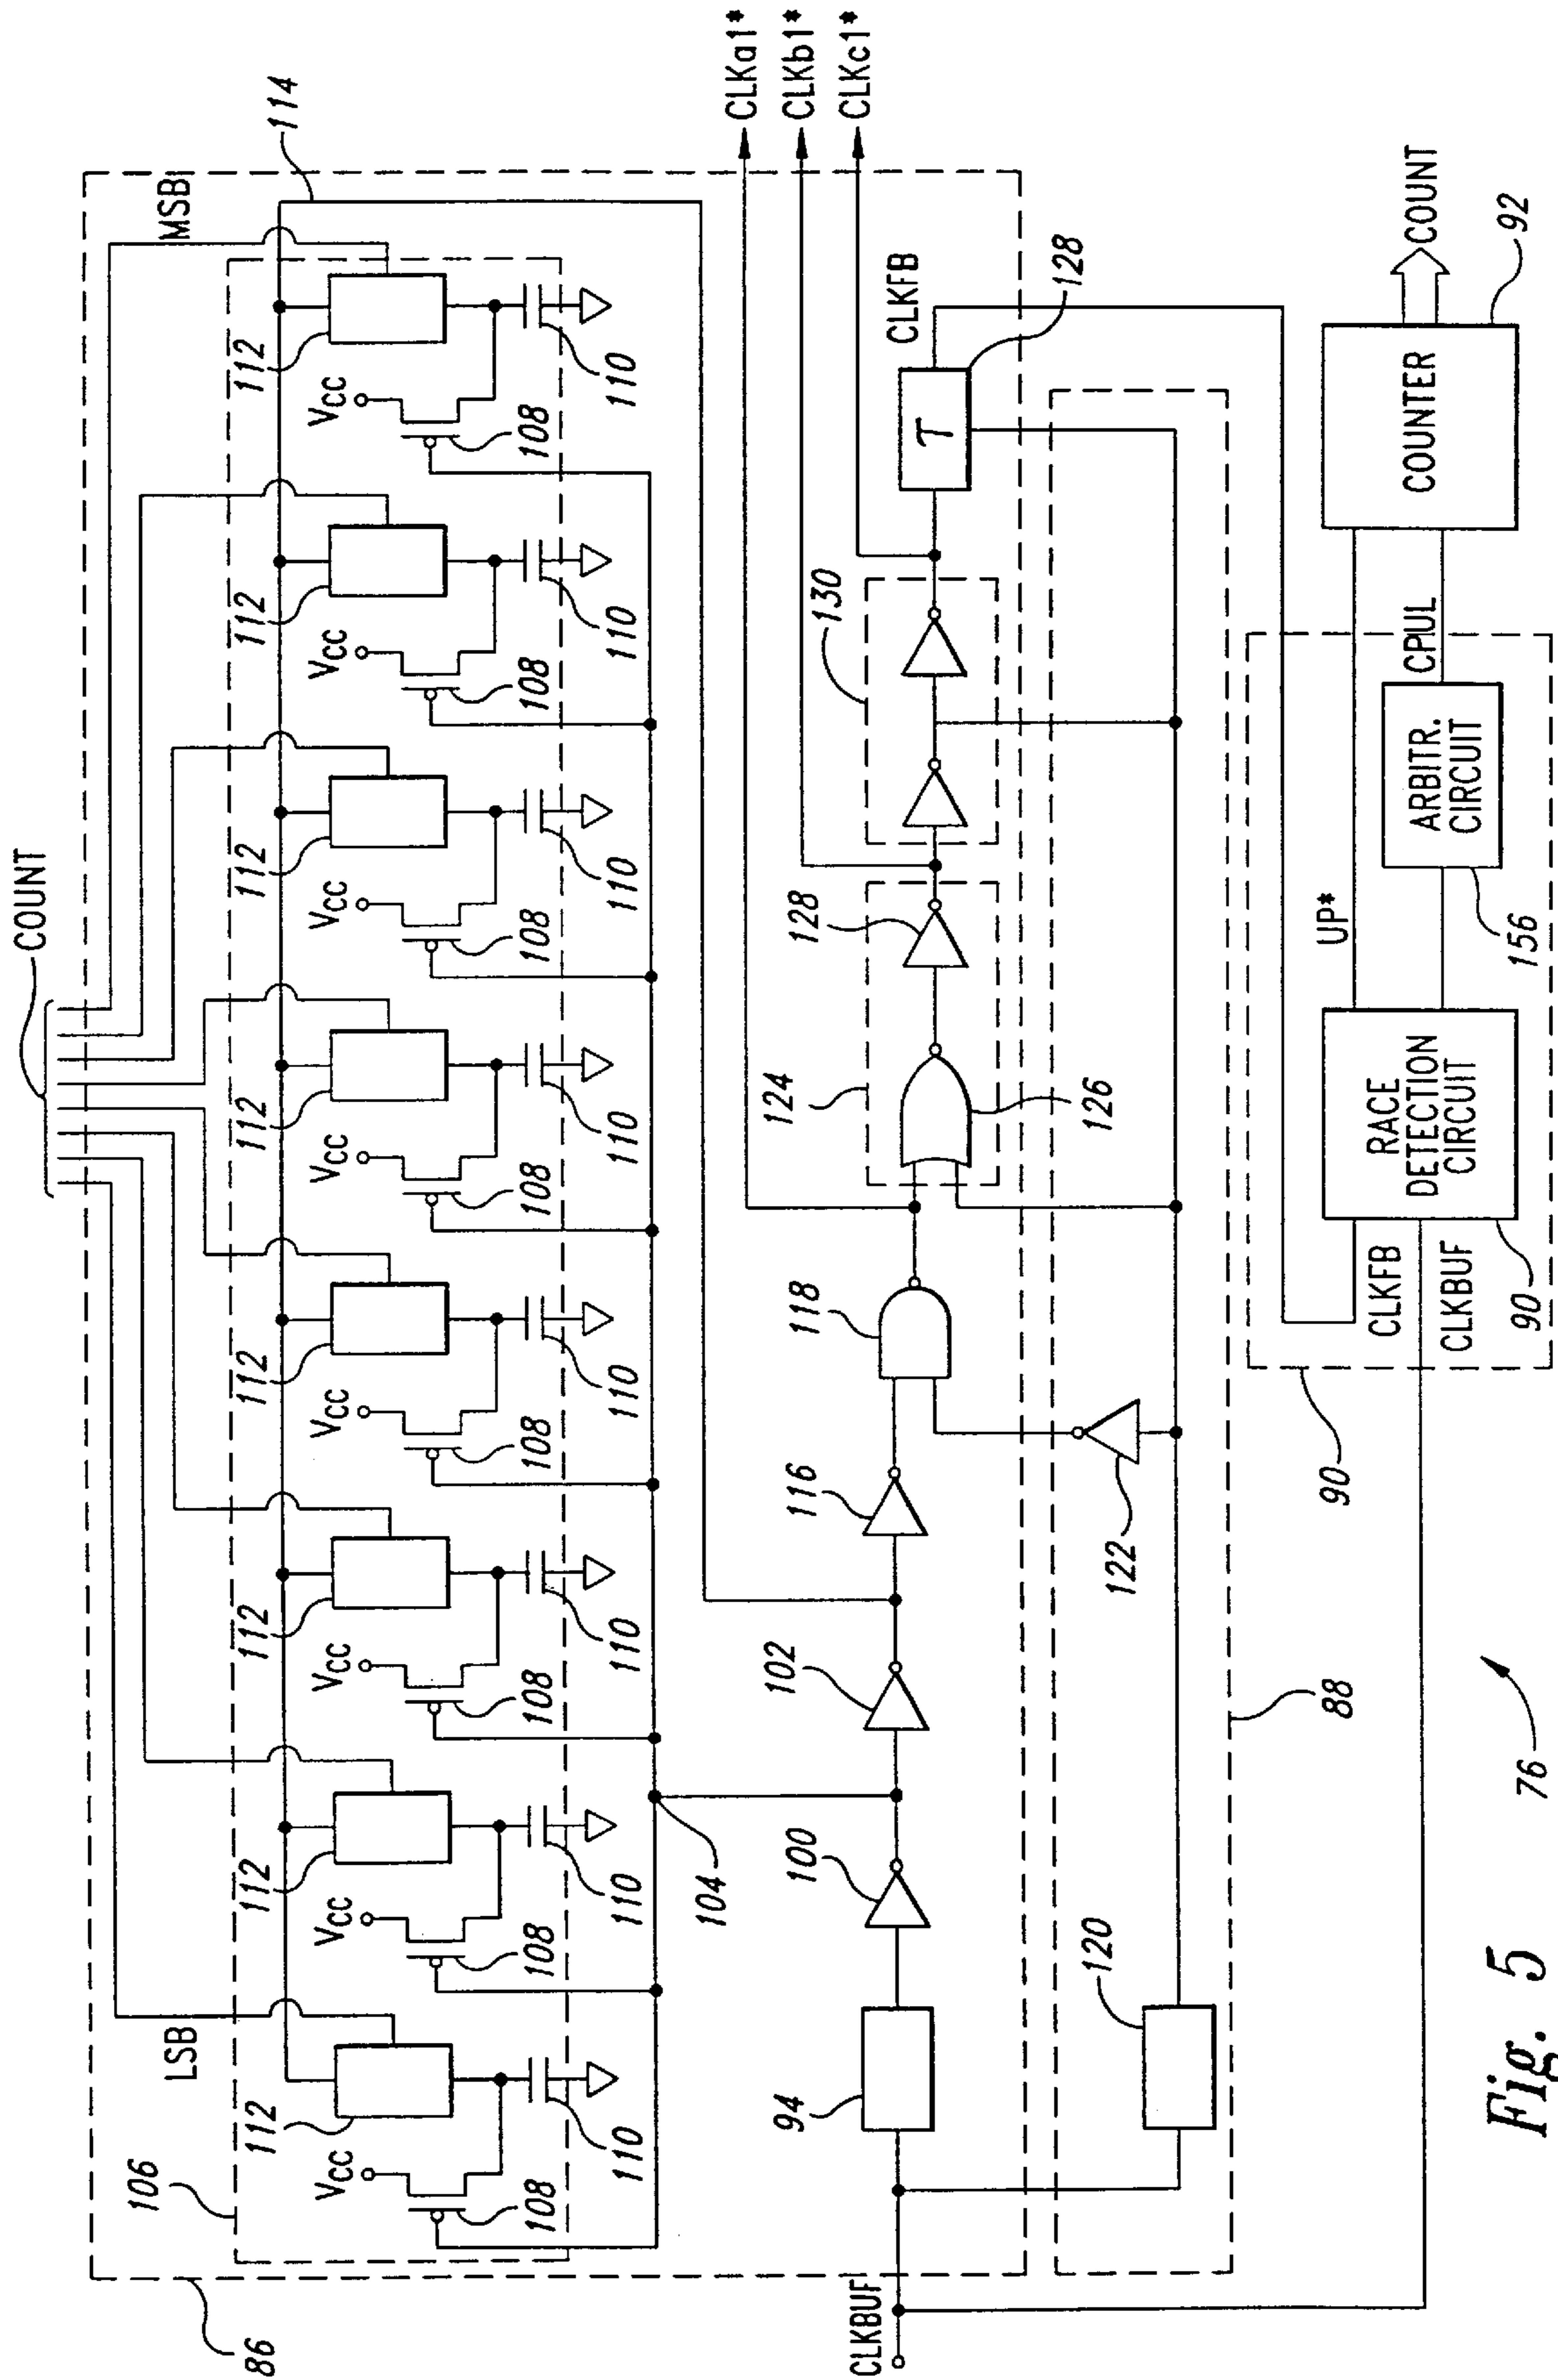 COUNT
114
MSB
LSB
106
86
112
112
112
112
112
112
112
112
VCC
VCC
VCC
VCC
VCC
VCC
VCC
VCC
108
108
108
108
108
108
108
108
110
110
110
110
110
110
110
110
104
CLKa1*
CLKb1*
CLKc1*
CLKBUF
94
100
102
116
118
124
126
128
130
T
128
CLKFB
120
122
88
90
CLKFB
CLKBUF
90
RACE
DETECTION
CIRCUIT
UP*
ARBITR.
CIRCUIT
156
CPUL
COUNTER
92
COUNT
76
Fig. 5